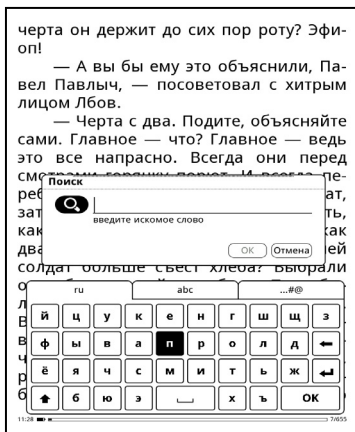 черта он держит до сих пор роту? Эфи-
оп!
— А вы бы ему это объяснили, Па-
вел Павлыч, — посоветовал с хитрым
лицом Лбов.
— Черта с два. Подите, объясняйте
сами. Главное — что? Главное — ведь
это все напрасно. Всегда они перед
Поиск
введите искомое слово
OK Отмена
солдат больше съест хлеба? Выбрали
ru abc ...#@
й ц у к е н г ш щ з
ф ы в а п р о л д
ё я ч с м и т ь ж
б ю э х ъ OK
11:28 7/655